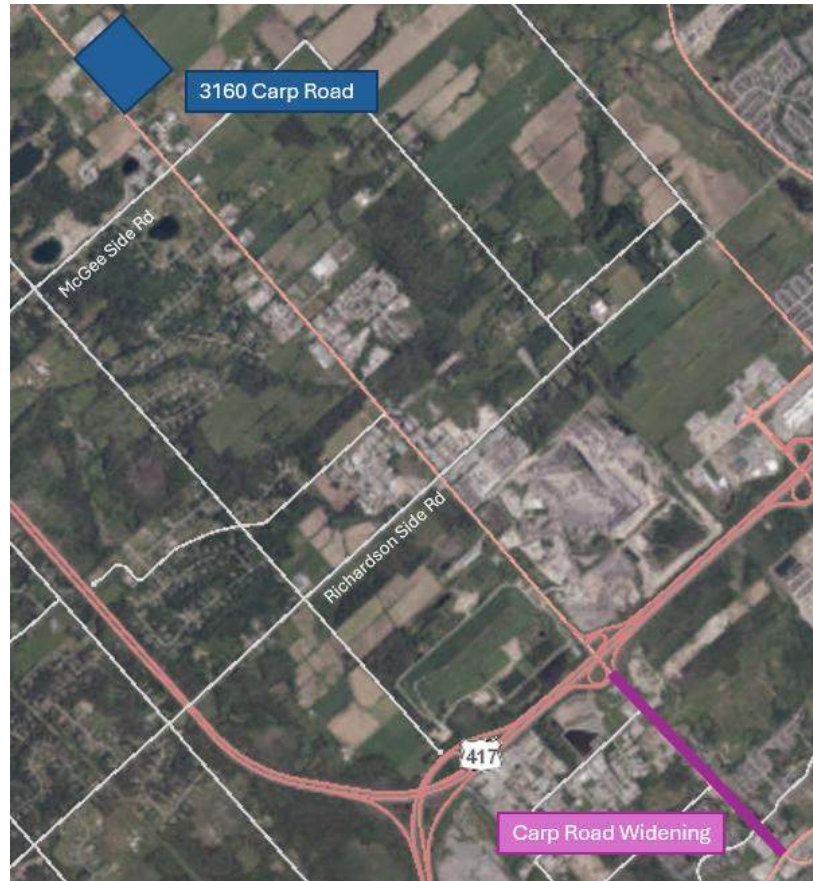 3160 Carp Road
McGee Side Rd
Richardson Side Rd
417
Carp Road Widening